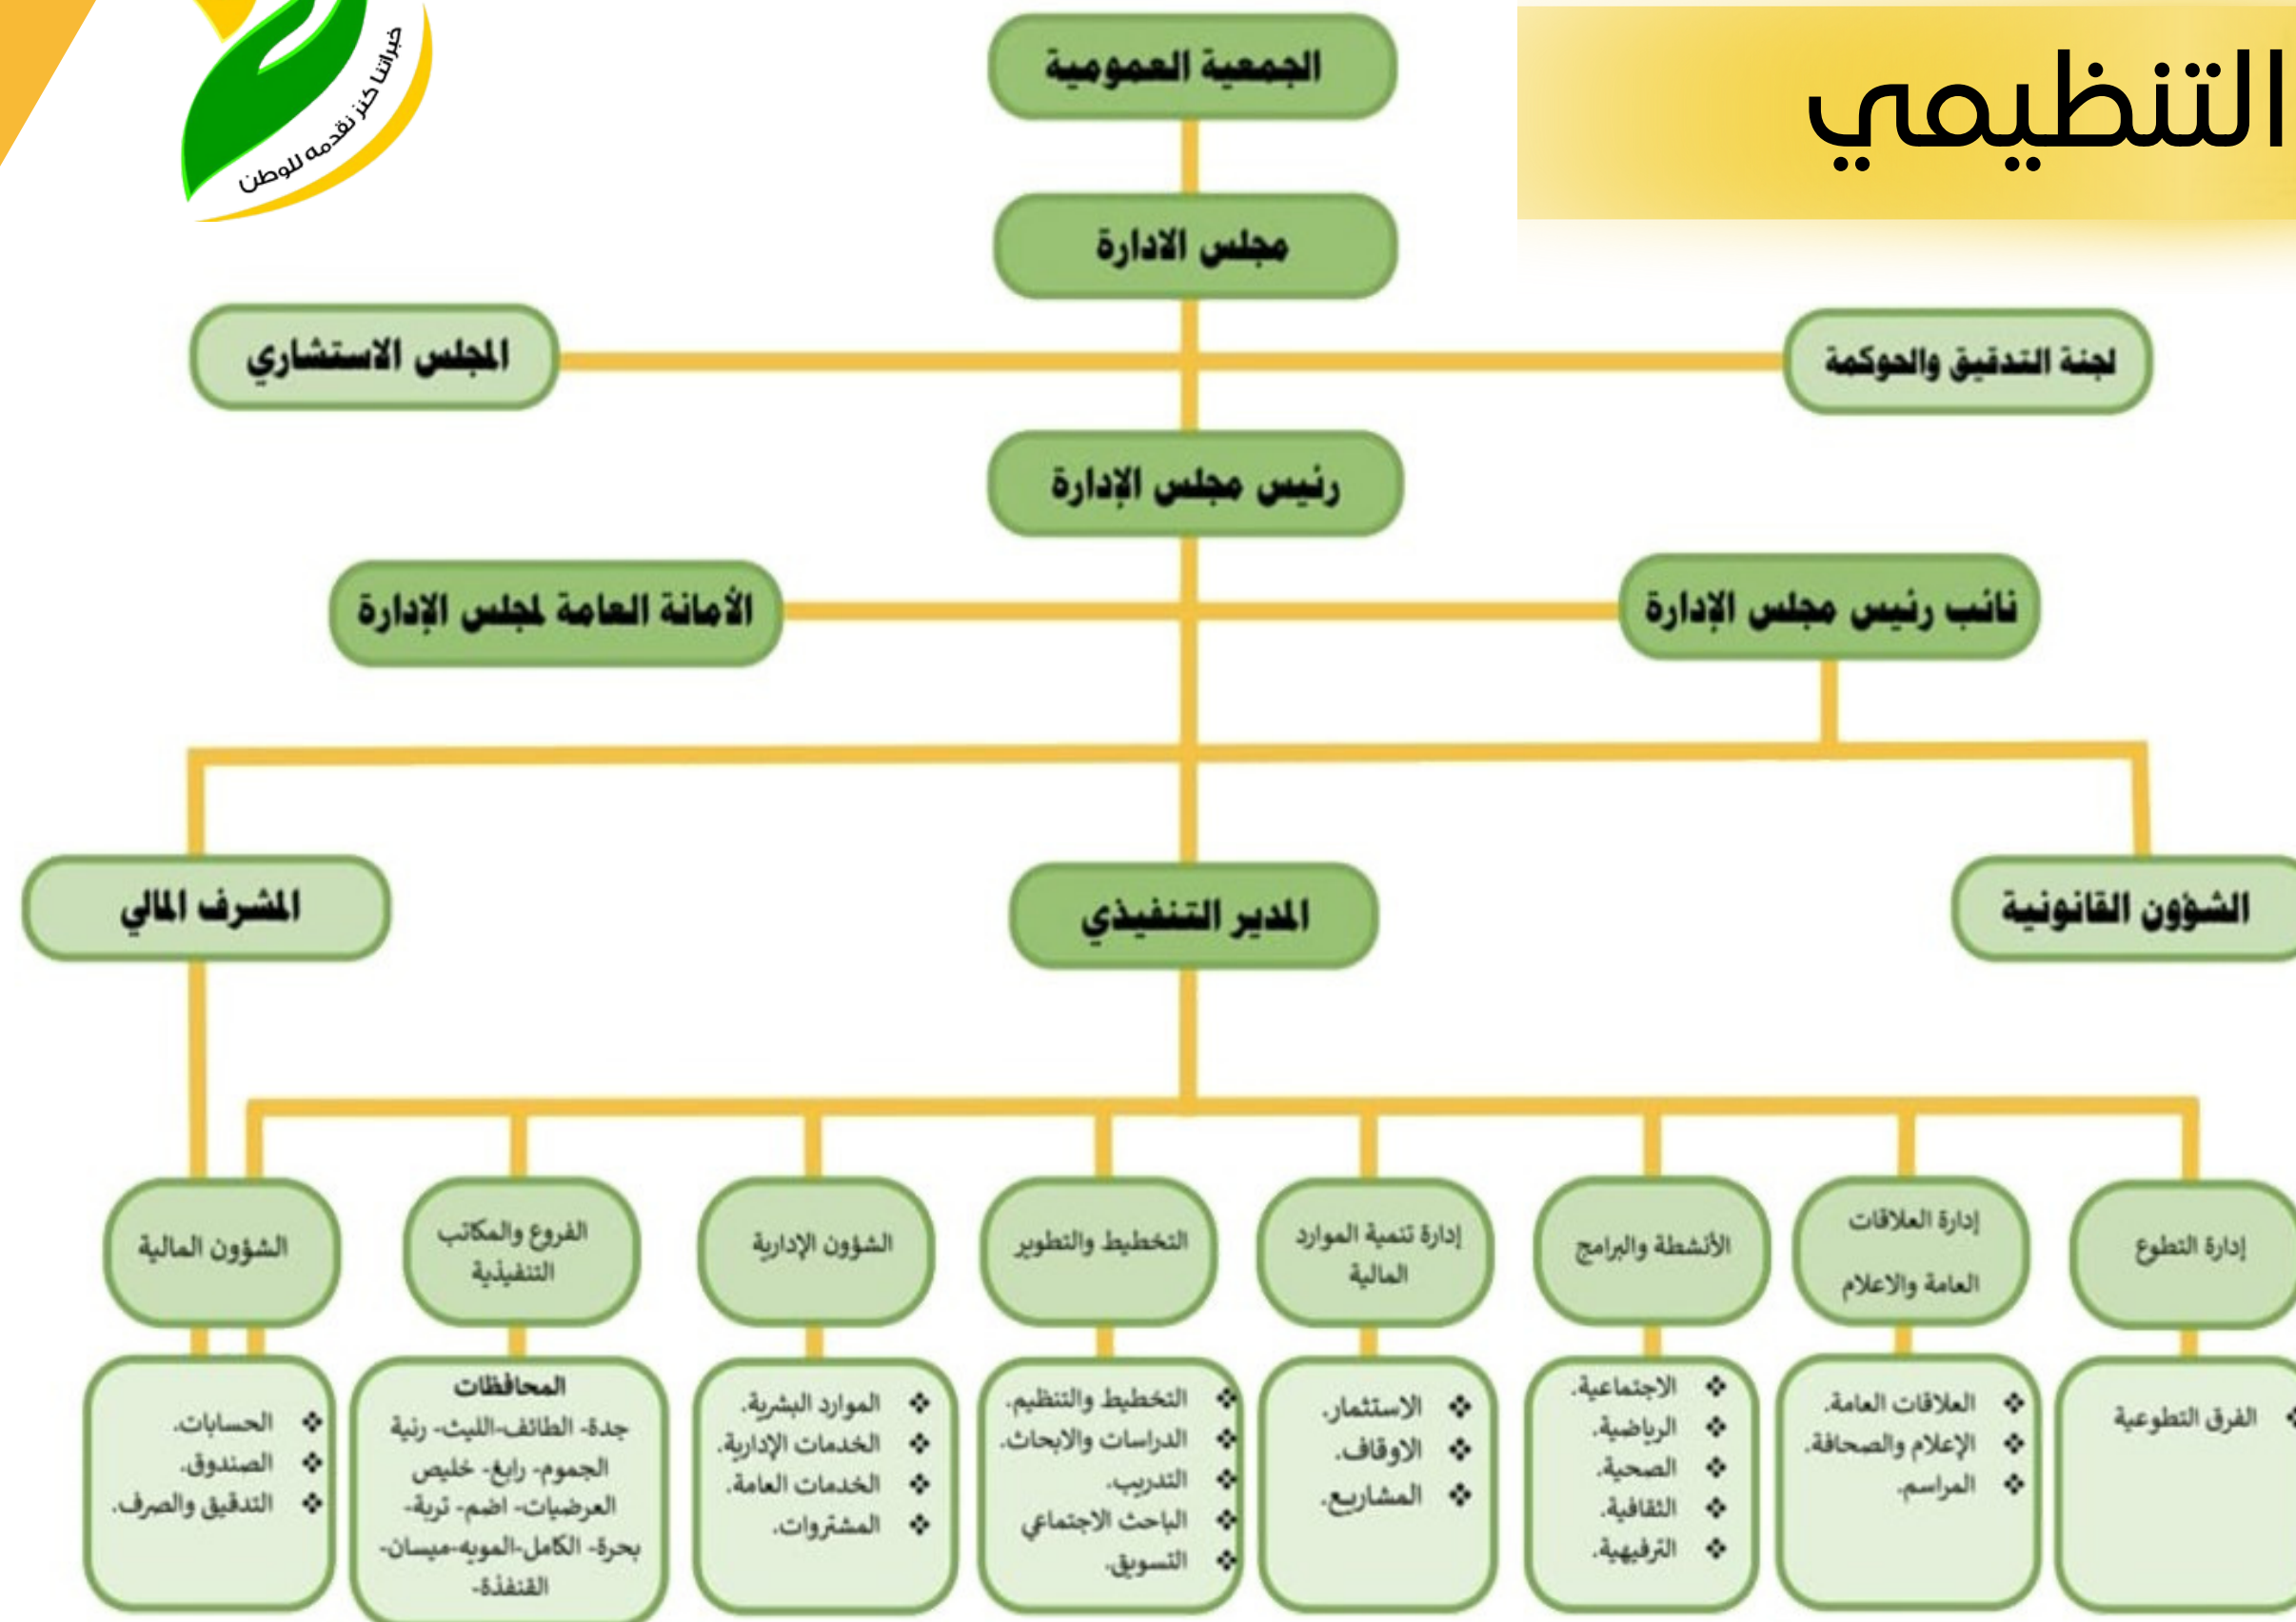 التنظيمي
خبراتنا كنز نقدمه للوطن
الجمعية العمومية
مجلس الادارة
لجنة التدقيق والحوكمة
المجلس الاستشاري
رئيس مجلس الإدارة
نائب رئيس مجلس الإدارة
الأمانة العامة لمجلس الإدارة
الشؤون القانونية
المدير التنفيذي
المشرف المالي
إدارة التطوع
الفرق التطوعية
إدارة العلاقات
العامة والاعلام
❖ العلاقات العامة.
❖ الإعلام والصحافة.
❖ المراسم.
الأنشطة والبرامج
❖ الاجتماعية.
❖ الرياضية.
❖ الصحية.
❖ الثقافية.
❖ الترفيهية.
إدارة تنمية الموارد
المالية
❖ الاستثمار.
❖ الاوقاف.
❖ المشاريع.
التخطيط والتطوير
❖ التخطيط والتنظيم.
❖ الدراسات والابحاث.
❖ التدريب.
❖ الباحث الاجتماعي
❖ التسويق.
الشؤون الإدارية
❖ الموارد البشرية.
❖ الخدمات الإدارية.
❖ الخدمات العامة.
❖ المشتروات.
الفروع والمكاتب
التنفيذية
المحافظات
جدة- الطائف-الليث- رنية
الجموم- رابغ- خليص
العرضيات- اضم- تربة-
بحرة- الكامل-المويه-ميسان-
القنفذة-
الشؤون المالية
❖ الحسابات.
❖ الصندوق.
❖ التدقيق والصرف.